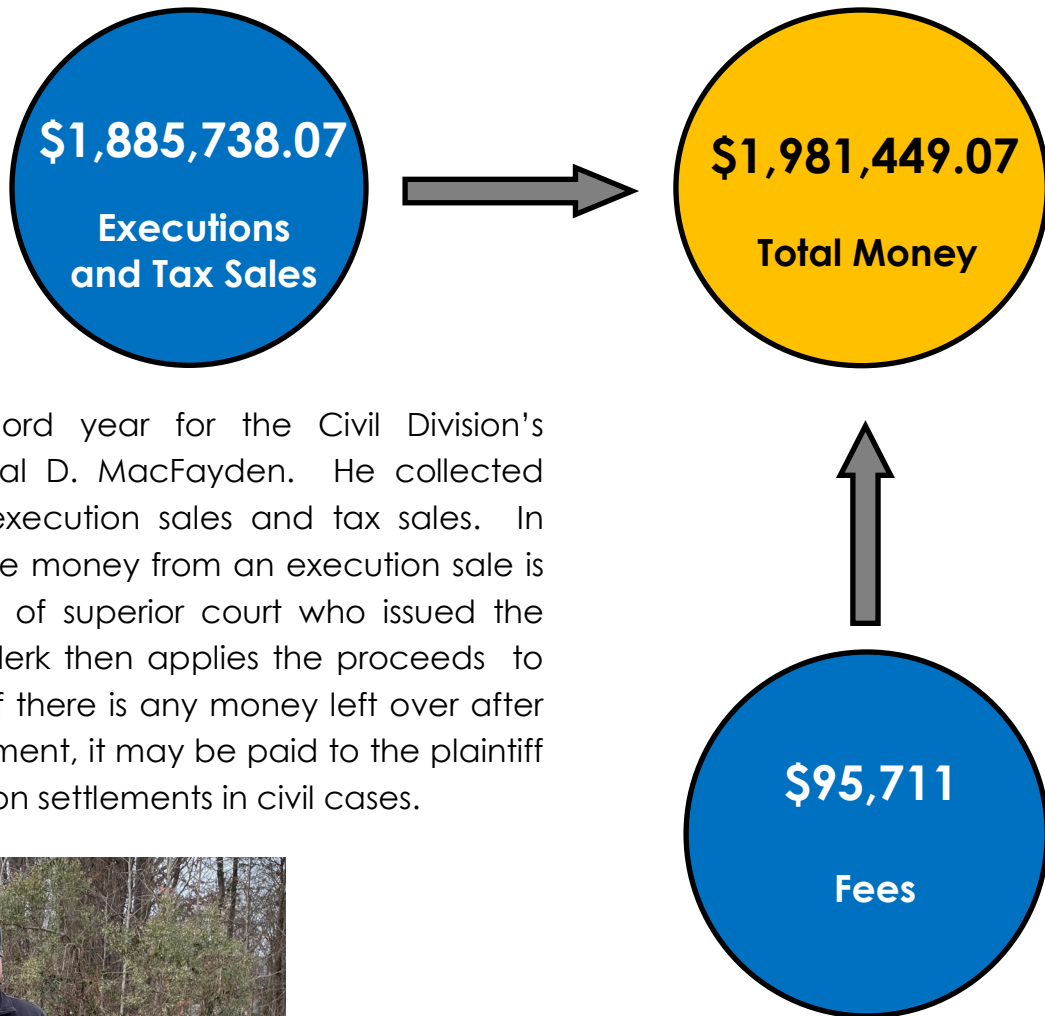 $1,885,738.07
Executions
and Tax Sales
$1,981,449.07
Total Money
ord year for the Civil Division’s
al D. MacFayden. He collected
execution sales and tax sales. In
e money from an execution sale is
of superior court who issued the
lerk then applies the proceeds to
f there is any money left over after
ment, it may be paid to the plaintiff
on settlements in civil cases.
$95,711
Fees